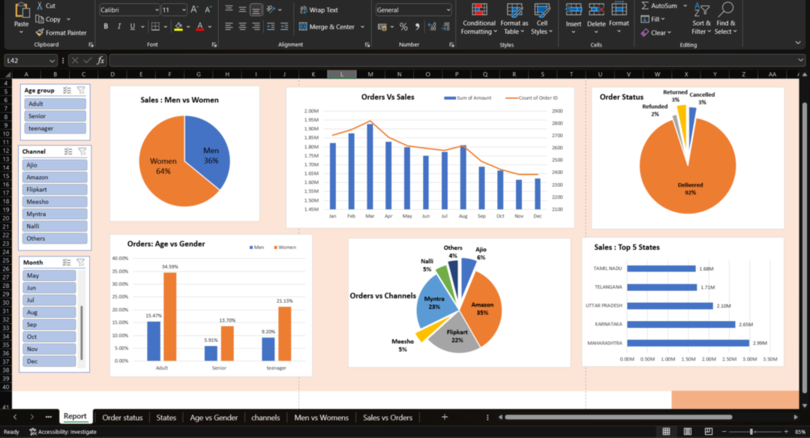 Paste
Cut
Copy
Format Painter
Clipboard
Calibri
11
B I U
Font
Wrap Text
Merge & Center
Alignment
General
Number
Conditional Formatting
Format as Table
Cell Styles
Styles
Insert
Delete
Format
Cells
AutoSum
Fill
Clear
Sort & Filter
Find & Select
Editing
L42
fx
A B C D E F G H I J K L M N O P Q R S T U V W X Y Z AA
Age group
Adult
Senior
teenager
Channel
Ajio
Amazon
Flipkart
Meesho
Myntra
Nalli
Others
Month
May
Jun
Jul
Aug
Sep
Oct
Nov
Dec
Sales : Men vs Women
Men
36%
Women
64%
Orders Vs Sales
Sum of Amount
Count of Order ID
2.00M
1.95M
1.90M
1.85M
1.80M
1.75M
1.70M
1.65M
1.60M
1.55M
1.50M
1.45M
2900
2800
2700
2600
2500
2400
2300
2200
2100
Jan Feb Mar Apr May Jun Jul Aug Sep Oct Nov Dec
Order Status
Returned
3%
Cancelled
3%
Refunded
2%
Delivered
92%
Orders: Age vs Gender
Men
Women
40.00%
35.00%
30.00%
25.00%
20.00%
15.00%
10.00%
5.00%
0.00%
15.47%
34.59%
5.91%
13.70%
9.20%
21.13%
Adult
Senior
teenager
Orders vs Channels
Others
4%
Ajio
6%
Nalli
5%
Myntra
23%
Amazon
35%
Flipkart
22%
Meesho
5%
Sales : Top 5 States
TAMIL NADU
1.68M
TELANGANA
1.71M
UTTAR PRADESH
2.10M
KARNATAKA
2.65M
MAHARASHTRA
2.99M
0.00M 0.50M 1.00M 1.50M 2.00M 2.50M 3.00M 3.50M
Report
Order status
States
Age vs Gender
channels
Men vs Womens
Sales vs Orders
Ready
Accessibility: Investigate
85%